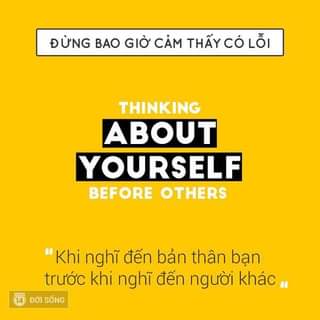 ĐỪNG BAO GIỜ CẢM THẤY CÓ LỖI
THINKING
ABOUT
YOURSELF
BEFORE OTHERS
"Khi nghĩ đến bản thân bạn
trước khi nghĩ đến người khác"
14 ĐỜI SỐNG